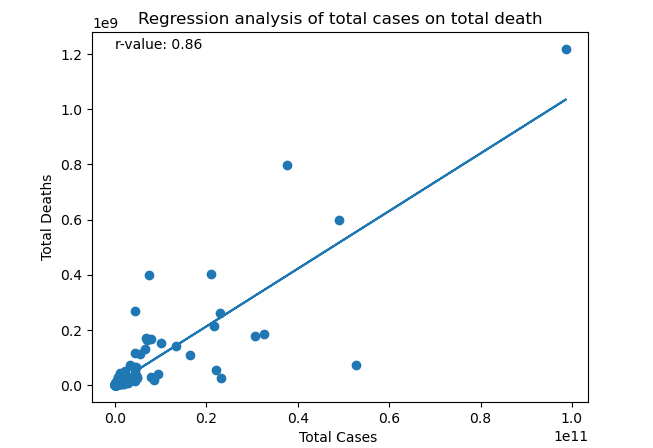 Regression analysis of total cases on total death
1e9
r-value: 0.86
1.2
1.0
0.8
0.6
0.4
0.2
0.0
Total Deaths
0.0 0.2 0.4 0.6 0.8 1.0
Total Cases
1e11